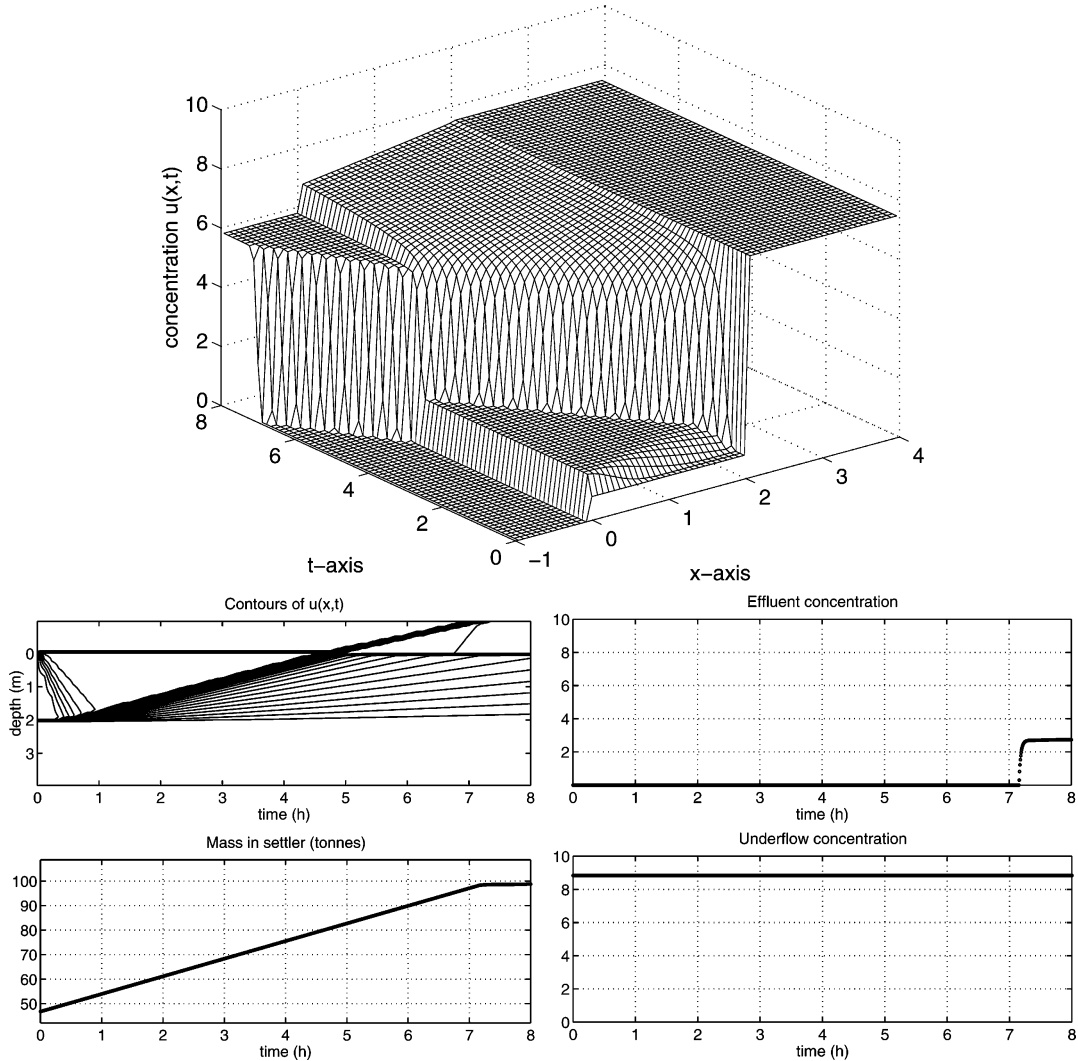 10
8
6
4
2
0
concentration u(x,t)
8
6
4
2
0
t−axis
−1
0
1
2
3
4
x−axis
Contours of u(x,t)
0
1
2
3
depth (m)
0 1 2 3 4 5 6 7 8
time (h)
Effluent concentration
10
8
6
4
2
0 1 2 3 4 5 6 7 8
time (h)
Mass in settler (tonnes)
100
90
80
70
60
50
0 1 2 3 4 5 6 7 8
time (h)
Underflow concentration
10
8
6
4
2
0
0 1 2 3 4 5 6 7 8
time (h)